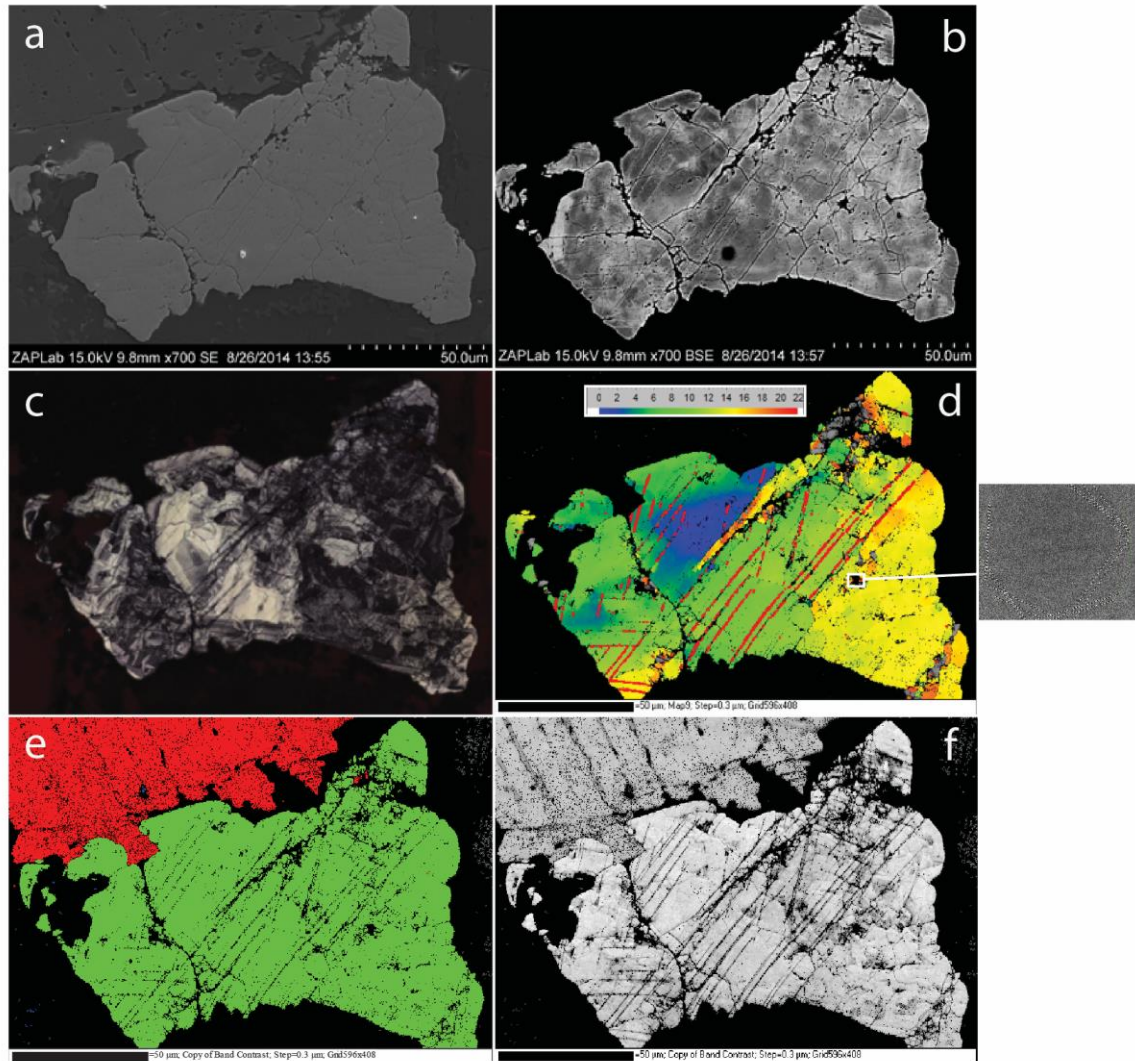 a
b
ZAPLab 15.0kV 9.8mm x700 SE 8/26/2014 13:55
50.0um
ZAPLab 15.0kV 9.8mm x700 BSE 8/26/2014 13:57
50.0um
c
d
0 2 4 6 8 10 12 14 16 18 20 22
=50 µm; Map9; Step=0.3 µm; Grid596x408
e
f
=50 µm; Copy of Band Contrast; Step=0.3 µm; Grid596x408
=50 µm; Copy of Band Contrast; Step=0.3 µm; Grid596x408